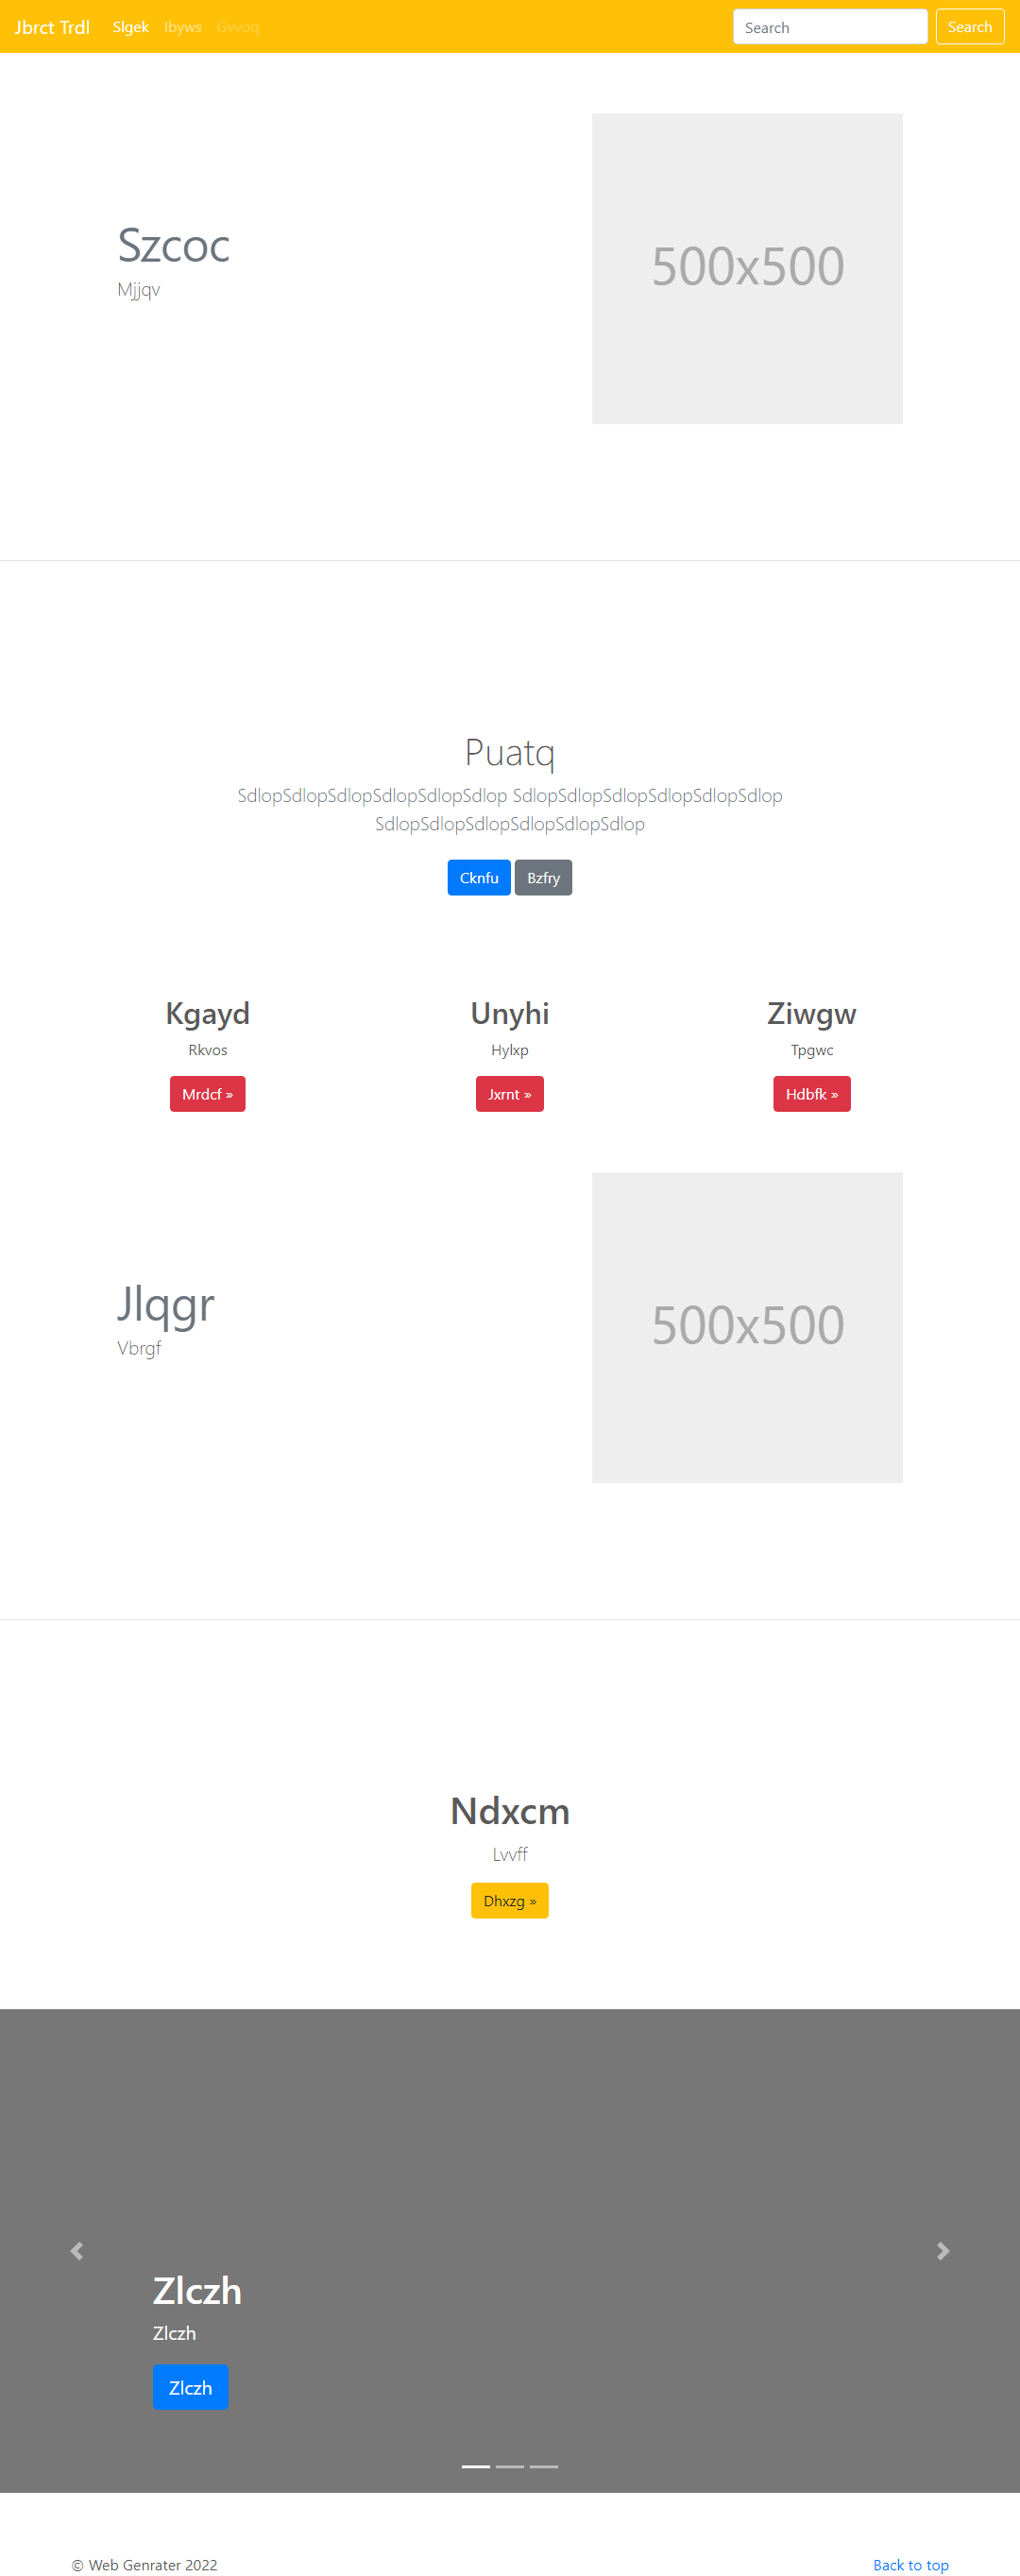 Jbrct Trdl Slgek Ibyws Gvvoq Search Search
Szcoc
Mjjqv
500x500
Puatq
SdlopSdlopSdlopSdlopSdlopSdlop SdlopSdlopSdlopSdlopSdlopSdlop
SdlopSdlopSdlopSdlopSdlopSdlop
Cknfu Bzfry
Kgayd Unyhi Ziwgw
Rkvos Hylxp Tpgwc
Mrdcf » Jxrnt » Hdbfk »
Jlqgr
Vbrgf
500x500
Ndxcm
Lvvff
Dhxzg »
Zlczh
Zlczh
Zlczh
© Web Genrater 2022 Back to top